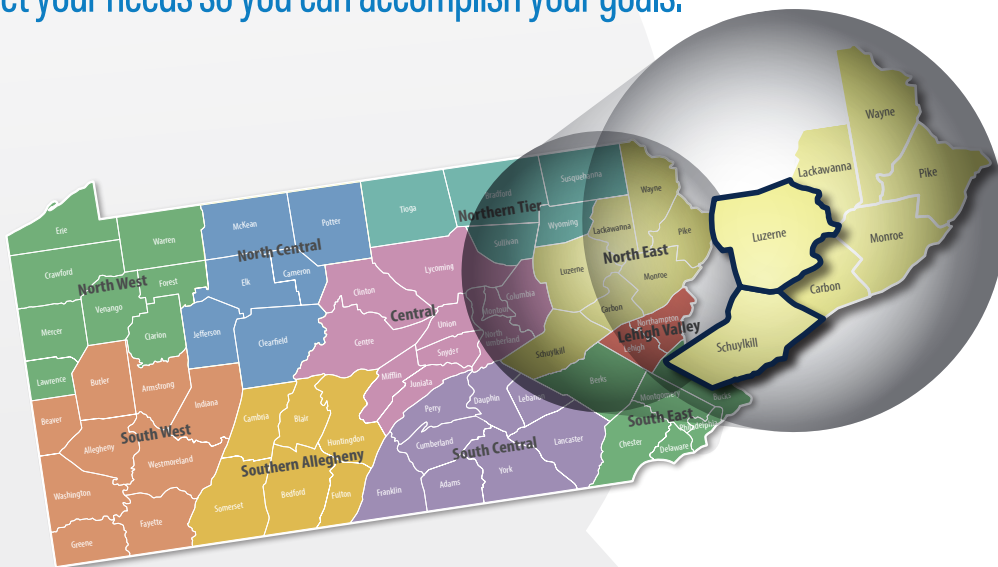 et your needs so you can accomplish your goals.
Erie
Crawford
Warren
North West
Forest
Venango
Mercer
Clarion
Lawrence
McKean
Potter
North Central
Elk
Cameron
Jefferson
Clearfield
Tioga
Bradford
Susquehanna
Northern Tier
Sullivan
Wyoming
Lycoming
Clinton
Central
Columbia
Union
Centre
Snyder
Mifflin
Juniata
Wayne
Lackawanna
Pike
North East
Luzerne
Monroe
Carbon
Schuylkill
Northampton
Lehigh Valley
Lehigh
Butler
Armstrong
Beaver
Indiana
Allegheny
South West
Westmoreland
Washington
Fayette
Greene
Cambria
Blair
Huntingdon
Southern Allegheny
Somerset
Bedford
Fulton
Perry
Dauphin
Lebanon
Cumberland
South Central
Lancaster
York
Franklin
Adams
Berks
Montgomery
Bucks
South East
Philadelphia
Chester
Delaware
Wayne
Lackawanna
Pike
Luzerne
Monroe
Carbon
Schuylkill